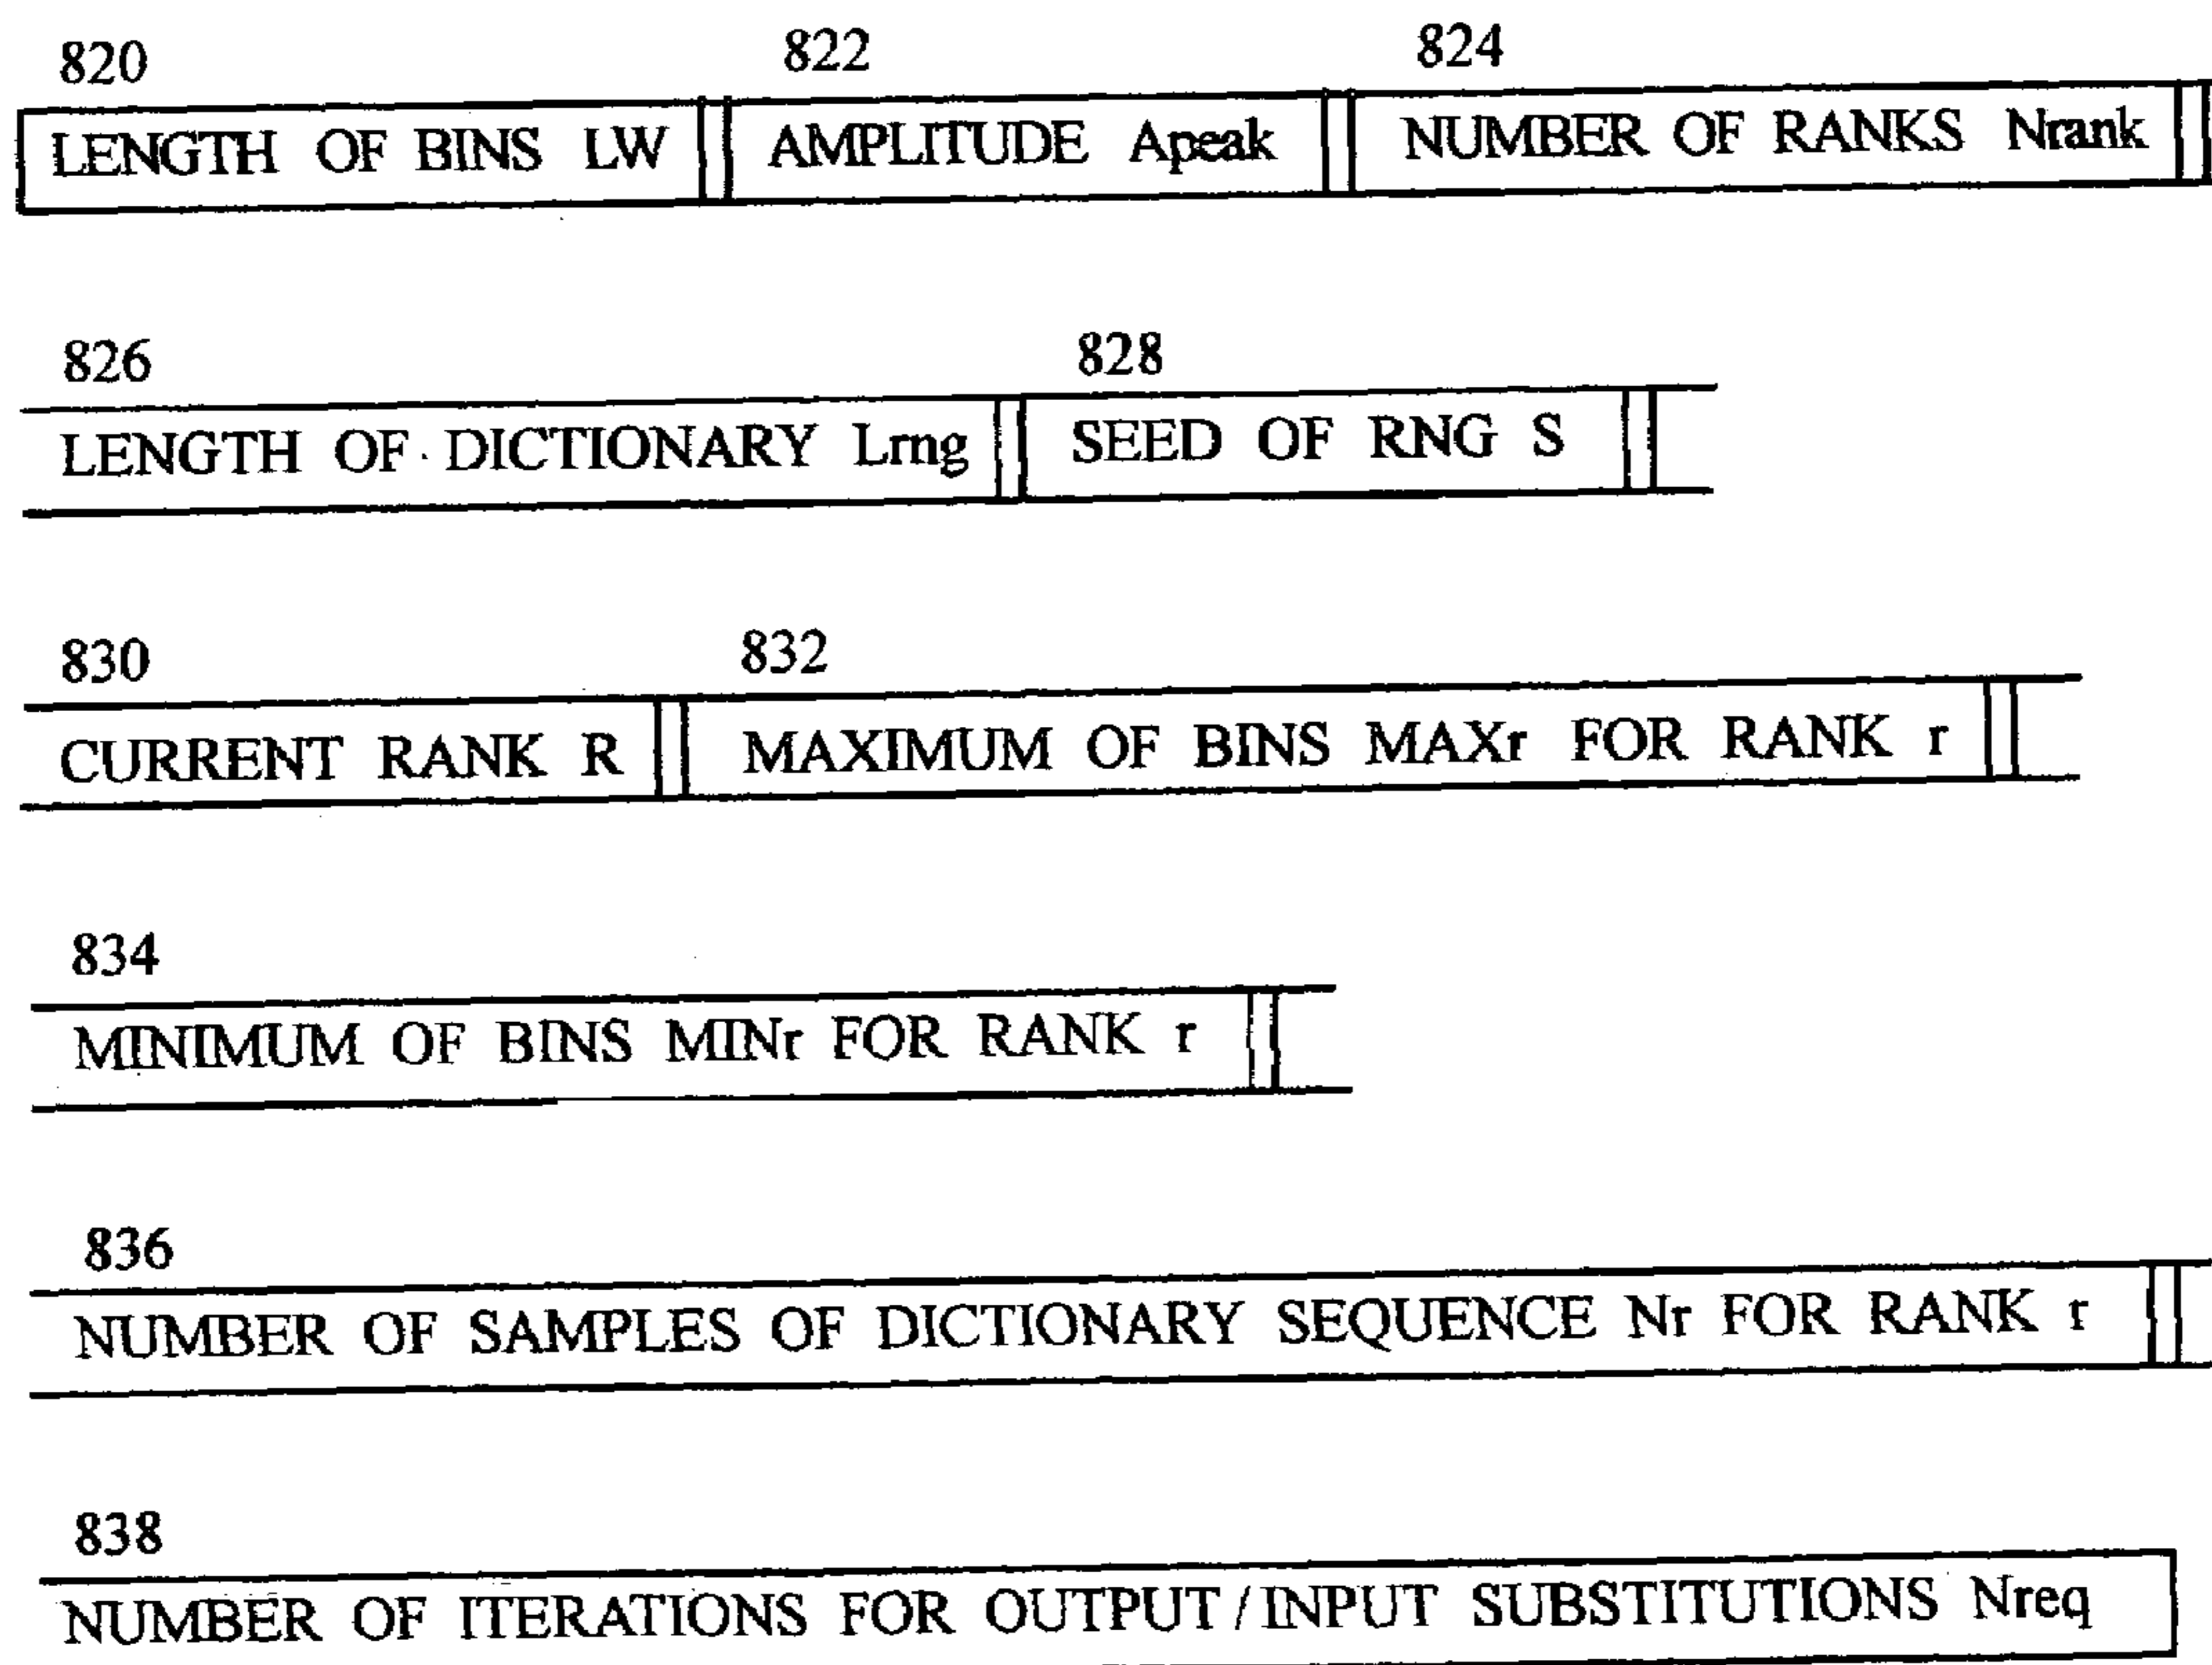 820 822 824
LENGTH OF BINS LW AMPLITUDE Apeak NUMBER OF RANKS Nrank
826 828
LENGTH OF DICTIONARY Lrng SEED OF RNG S
830 832
CURRENT RANK R MAXIMUM OF BINS MAXr FOR RANK r
834
MINIMUM OF BINS MINr FOR RANK r
836
NUMBER OF SAMPLES OF DICTIONARY SEQUENCE Nr FOR RANK r
838
NUMBER OF ITERATIONS FOR OUTPUT/INPUT SUBSTITUTIONS Nreq